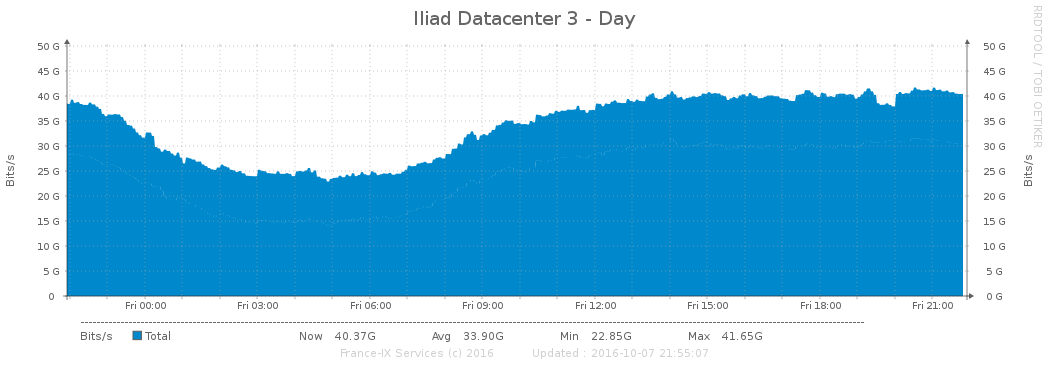 Iliad Datacenter 3 - Day
RRDTOOL / TOBI OETIKER
Bits/s
50 G
45 G
40 G
35 G
30 G
25 G
20 G
15 G
10 G
5 G
0
50 G
45 G
40 G
35 G
30 G
25 G
20 G
15 G
10 G
5 G
0 G
Bits/s
Fri 00:00 Fri 03:00 Fri 06:00 Fri 09:00 Fri 12:00 Fri 15:00 Fri 18:00 Fri 21:00
Bits/s Total Now 40.37G Avg 33.90G Min 22.85G Max 41.65G
France-IX Services (c) 2016 Updated : 2016-10-07 21:55:07